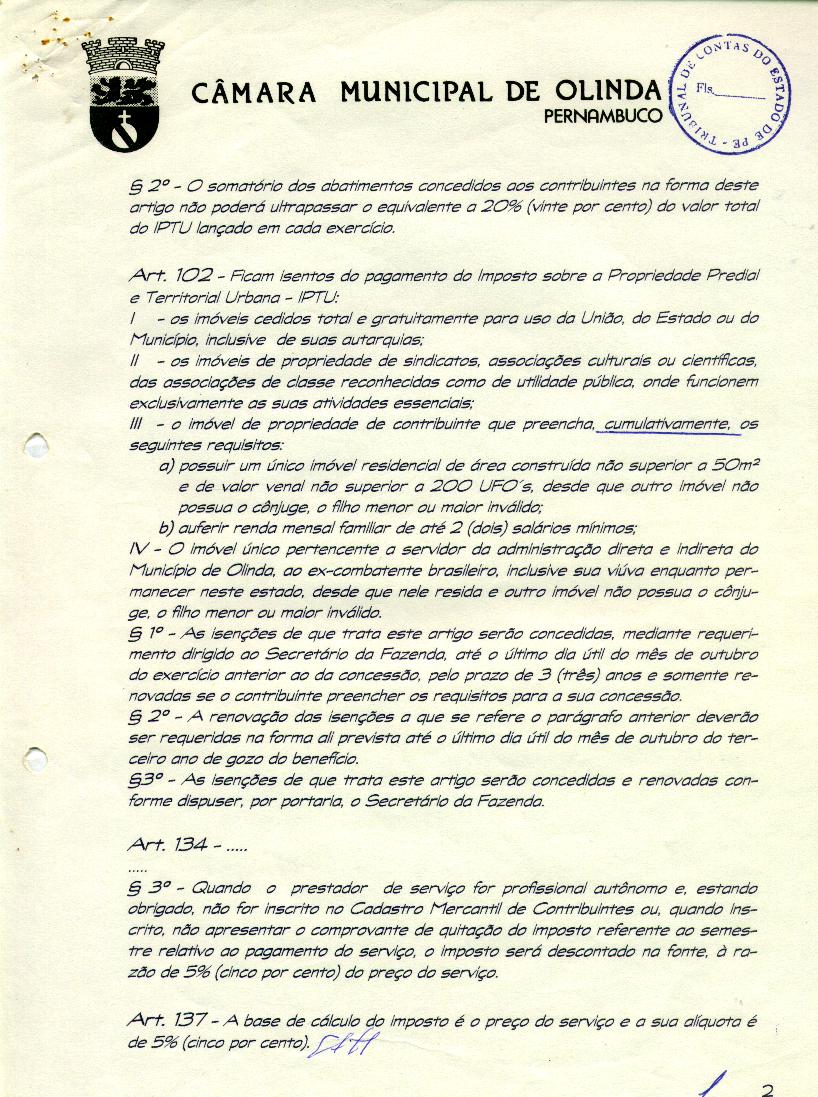 CÂMARA MUNICIPAL DE OLINDA
PERNAMBUCO
TRIBUNAL DE CONTAS DO ESTADO DE PE -
Fls.
§ 2º - O somatório dos abatimentos concedidos aos contribuintes na forma deste
artigo não poderá ultrapassar o equivalente a 20% (vinte por cento) do valor total
do IPTU lançado em cada exercício.
Art. 102 - Ficam isentos do pagamento do Imposto sobre a Propriedade Predial
e Territorial Urbana - IPTU:
I - os imóveis cedidos total e gratuitamente para uso da União, do Estado ou do
Município, inclusive de suas autarquias;
II - os imóveis de propriedade de sindicatos, associações culturais ou científicas,
das associações de classe reconhecidas como de utilidade pública, onde funcionem
exclusivamente as suas atividades essenciais;
III - o imóvel de propriedade de contribuinte que preencha, cumulativamente, os
seguintes requisitos:
a) possuir um único imóvel residencial de área construída não superior a 50m²
e de valor venal não superior a 200 UFO's, desde que outro imóvel não
possua o cônjuge, o filho menor ou maior inválido;
b) auferir renda mensal familiar de até 2 (dois) salários mínimos;
IV - O imóvel único pertencente a servidor da administração direta e indireta do
Município de Olinda, ao ex-combatente brasileiro, inclusive sua viúva enquanto per-
manecer neste estado, desde que nele resida e outro imóvel não possua o cônju-
ge, o filho menor ou maior inválido.
§ 1º - As isenções de que trata este artigo serão concedidas, mediante requeri-
mento dirigido ao Secretário da Fazenda, até o último dia útil do mês de outubro
do exercício anterior ao da concessão, pelo prazo de 3 (três) anos e somente re-
novadas se o contribuinte preencher os requisitos para a sua concessão.
§ 2º - A renovação das isenções a que se refere o parágrafo anterior deverão
ser requeridas na forma ali prevista até o último dia útil do mês de outubro do ter-
ceiro ano de gozo do benefício.
§3º - As isenções de que trata este artigo serão concedidas e renovadas con-
forme dispuser, por portaria, o Secretário da Fazenda.
Art. 134 - .....
.....
§ 3º - Quando o prestador de serviço for profissional autônomo e, estando
obrigado, não for inscrito no Cadastro Mercantil de Contribuintes ou, quando ins-
crito, não apresentar o comprovante de quitação do imposto referente ao semes-
tre relativo ao pagamento do serviço, o imposto será descontado na fonte, à ra-
zão de 5% (cinco por cento) do preço do serviço.
Art. 137 - A base de cálculo do imposto é o preço do serviço e a sua alíquota é
de 5% (cinco por cento).
2